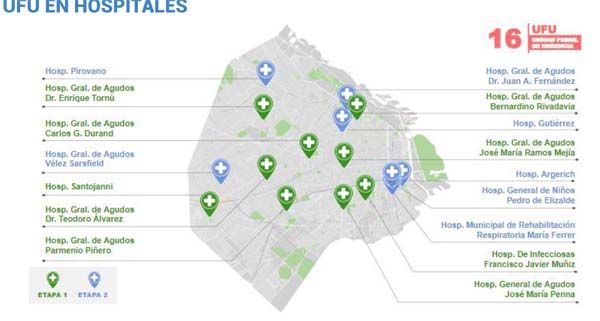 UFU EN HOSPITALES
16 UFU
UNIDAD FEBRIL
DE URGENCIA
Hosp. Pirovano
Hosp. Gral. de Agudos
Dr. Enrique Tornú
Hosp. Gral. de Agudos
Carlos G. Durand
Hosp. Gral. de Agudos
Vélez Sarsfield
Hosp. Santojanni
Hosp. Gral. de Agudos
Dr. Teodoro Álvarez
Hosp. Gral. de Agudos
Parmenio Piñero
Hosp. Gral. de Agudos
Dr. Juan A. Fernández
Hosp. Gral. de Agudos
Bernardino Rivadavia
Hosp. Gutiérrez
Hosp. Gral. de Agudos
José María Ramos Mejía
Hosp. Argerich
Hosp. General de Niños
Pedro de Elizalde
Hosp. Municipal de Rehabilitación
Respiratoria María Ferrer
Hosp. De Infecciosas
Francisco Javier Muñiz
Hosp. General de Agudos
José María Penna
ETAPA 1
ETAPA 2